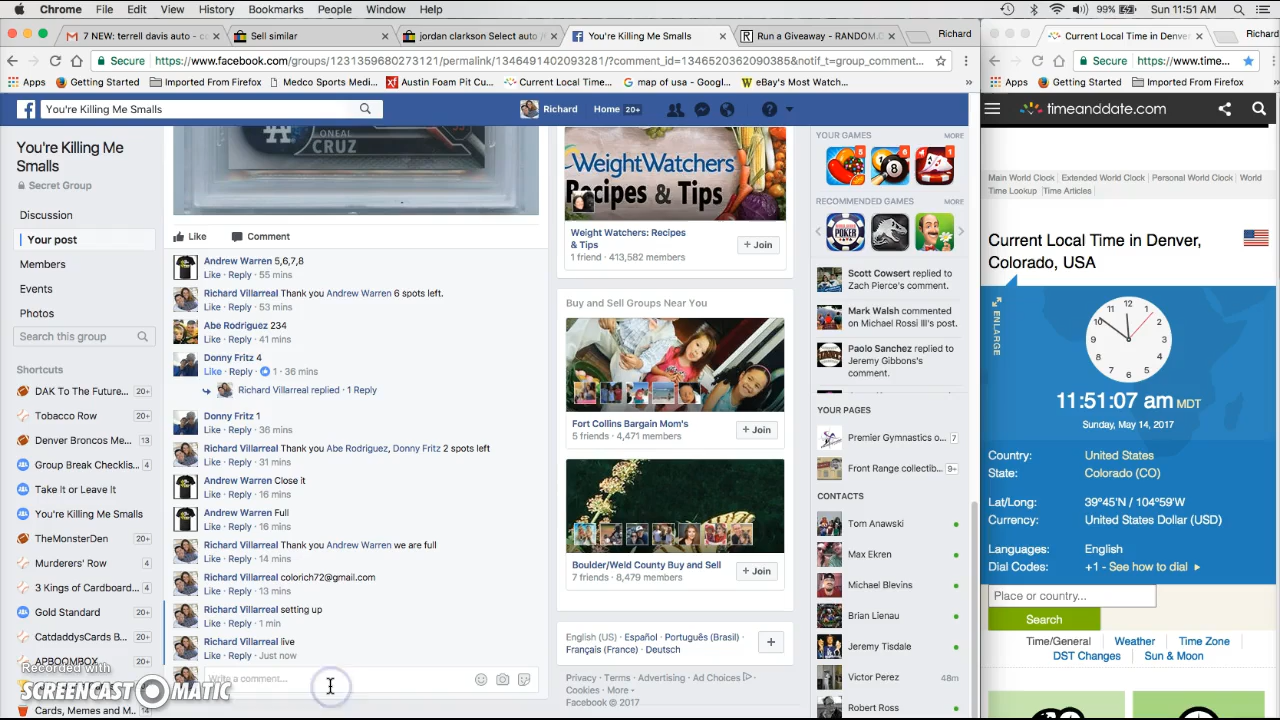 Chrome File Edit View History Bookmarks People Window Help
99% Sun 11:51 AM
7 NEW: terrell davis auto -
Sell similar
jordan clarkson Select auto
You're Killing Me Smalls
Run a Giveaway - RANDOM.O
Richard
Current Local Time in Denver
Secure https://www.facebook.com/groups/1231359680273121/permalink/1346491402093281/?comment_id=1346520362090385&notif_t=group_comment...
Secure https://www.time...
Apps Getting Started Imported From Firefox Mexico Sports Medi... Austin Foam Pit Cu... Current Local Time... map of usa - Googl... eBay's Most Watch...
Apps Getting Started Imported From Firefox
You're Killing Me Smalls
Richard Home 20+
You're Killing Me
Smalls
Secret Group
Discussion
Your post
Members
Events
Photos
Search this group
Shortcuts
DAK To The Future... 20+
Tobacco Row 20+
Denver Broncos Me... 13
Group Break Checklis... 4
Take It or Leave It
You're Killing Me Smalls
TheMonsterDen
Murderers' Row 4
3 Kings of Cardboard... 4
Gold Standard 20+
CatdaddysCards B... 20+
APBOOMBOX 20+
Cards, Memes and M... 14
Recorded with
SCREENCAST MATIC
ONEAL
CRUZ
Like Comment
Andrew Warren 5,6,7,8
Like · Reply · 55 mins
Richard Villarreal Thank you Andrew Warren 6 spots left.
Like · Reply · 53 mins
Abe Rodriguez 234
Like · Reply · 41 mins
Donny Fritz 4
Like · Reply · 1 · 36 mins
Richard Villarreal replied · 1 Reply
Donny Fritz 1
Like · Reply · 36 mins
Richard Villarreal Thank you Abe Rodriguez, Donny Fritz 2 spots left
Like · Reply · 31 mins
Andrew Warren Close it
Like · Reply · 16 mins
Andrew Warren Full
Like · Reply · 16 mins
Richard Villarreal Thank you Andrew Warren we are full
Like · Reply · 14 mins
Richard Villarreal colorich72@gmail.com
Like · Reply · 13 mins
Richard Villarreal setting up
Like · Reply · 1 min
Richard Villarreal live
Like · Reply · Just now
Write a comment...
WeightWatchers
Recipes & Tips
Weight Watchers: Recipes
& Tips
1 friend · 413,582 members
+ Join
Buy and Sell Groups Near You
Fort Collins Bargain Mom's
5 friends · 4,471 members
+ Join
Boulder/Weld County Buy and Sell
7 friends · 8,479 members
+ Join
English (US) · Español · Português (Brasil) ·
Français (France) · Deutsch
Privacy · Terms · Advertising · Ad Choices ·
Cookies · More
Facebook © 2017
YOUR GAMES MORE
5 6 1
RECOMMENDED GAMES MORE
POKER
Scott Cowsert replied to
Zach Pierce's comment.
Mark Walsh commented
on Michael Rossi III's post.
Paolo Sanchez replied to
Jeremy Gibbons's
comment.
YOUR PAGES MORE
Premier Gymnastics o... 7
Front Range collectib... 9+
CONTACTS
Tom Anawski
Max Ekren
Michael Blevins
Brian Lienau
Jeremy Tisdale
Victor Perez 48m
Robert Ross
timeanddate.com
Main World Clock Extended World Clock Personal World Clock World
Time Lookup Time Articles
Current Local Time in Denver,
Colorado, USA
ENLARGE
12 1 2 3 4 5 6 7 8 9 10 11
11:51:07 am MDT
Sunday, May 14, 2017
Country: United States
State: Colorado (CO)
Lat/Long: 39°45'N / 104°59'W
Currency: United States Dollar (USD)
Languages: English
Dial Codes: +1 - See how to dial
Place or country...
Search
Time/General Weather Time Zone
DST Changes Sun & Moon